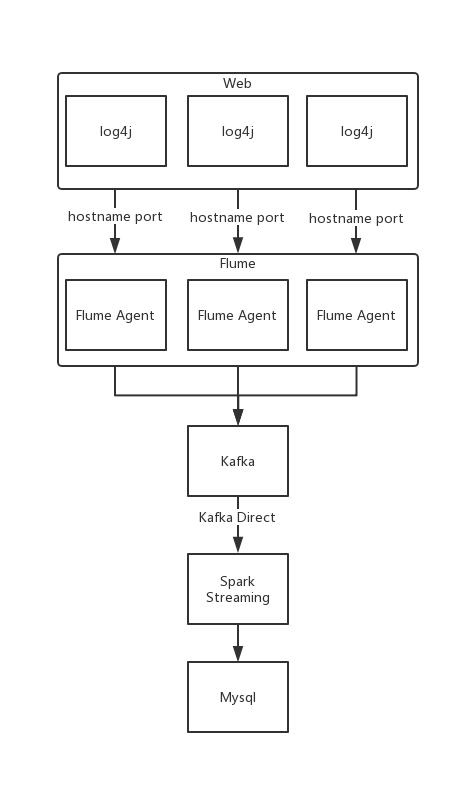 Web
log4j
log4j
log4j
hostname port
hostname port
hostname port
Flume
Flume Agent
Flume Agent
Flume Agent
Kafka
Kafka Direct
Spark
Streaming
Mysql